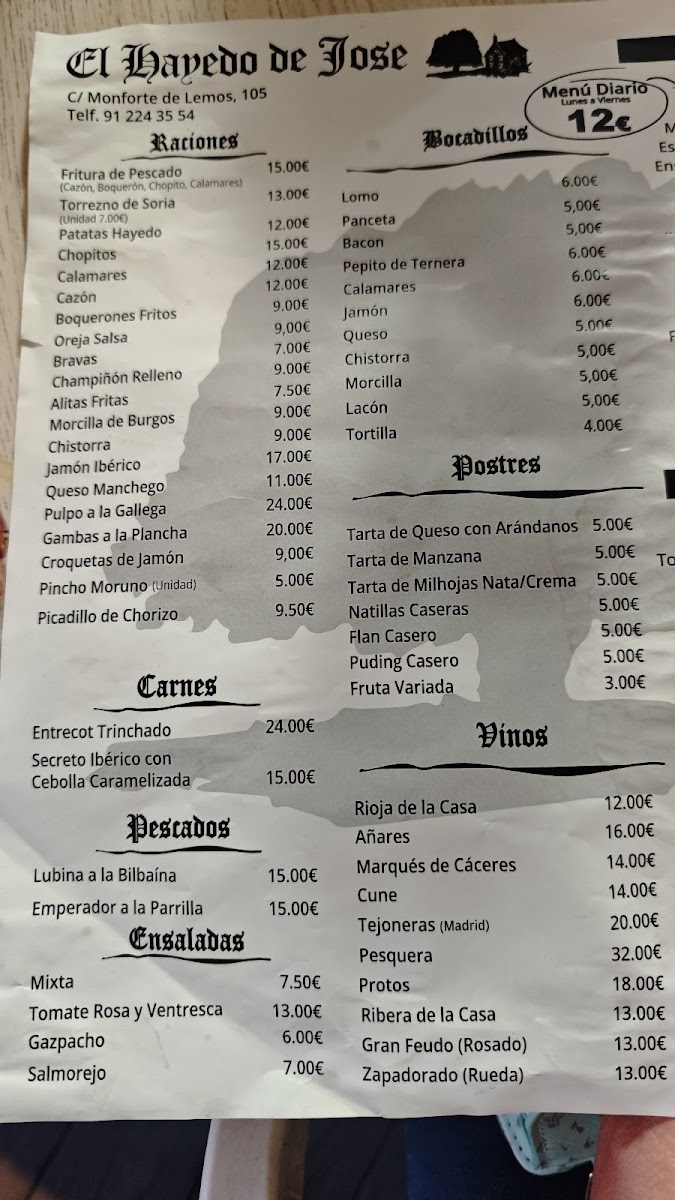 El Hayedo de Jose
C/ Monforte de Lemos, 105
Telf. 91 224 35 54
Menú Diario
Lunes a Viernes
12€
Raciones
Fritura de Pescado 15.00€
(Cazón, Boquerón, Chopito, Calamares)
Torrezno de Soria 13.00€
(Unidad 7.00€)
Patatas Hayedo 12.00€
Chopitos 15.00€
Calamares 12.00€
Cazón 12.00€
Boquerones Fritos 9.00€
Oreja Salsa 9,00€
Bravas 7.00€
Champiñón Relleno 9.00€
Alitas Fritas 7.50€
Morcilla de Burgos 9.00€
Chistorra 9.00€
Jamón Ibérico 17.00€
Queso Manchego 11.00€
Pulpo a la Gallega 24.00€
Gambas a la Plancha 20.00€
Croquetas de Jamón 9,00€
Pincho Moruno (Unidad) 5.00€
Picadillo de Chorizo 9.50€
Carnes
Entrecot Trinchado 24.00€
Secreto Ibérico con
Cebolla Caramelizada 15.00€
Pescados
Lubina a la Bilbaína 15.00€
Emperador a la Parrilla 15.00€
Ensaladas
Mixta 7.50€
Tomate Rosa y Ventresca 13.00€
Gazpacho 6.00€
Salmorejo 7.00€
Bocadillos
Lomo 6.00€
Panceta 5,00€
Bacon 5,00€
Pepito de Ternera 6.00€
Calamares 6.00€
Jamón 6.00€
Queso 5.00€
Chistorra 5,00€
Morcilla 5,00€
Lacón 5,00€
Tortilla 4.00€
Postres
Tarta de Queso con Arándanos 5.00€
Tarta de Manzana 5.00€
Tarta de Milhojas Nata/Crema 5.00€
Natillas Caseras 5.00€
Flan Casero 5.00€
Puding Casero 5.00€
Fruta Variada 3.00€
Vinos
Rioja de la Casa 12.00€
Añares 16.00€
Marqués de Cáceres 14.00€
Cune 14.00€
Tejoneras (Madrid) 20.00€
Pesquera 32.00€
Protos 18.00€
Ribera de la Casa 13.00€
Gran Feudo (Rosado) 13.00€
Zapadorado (Rueda) 13.00€